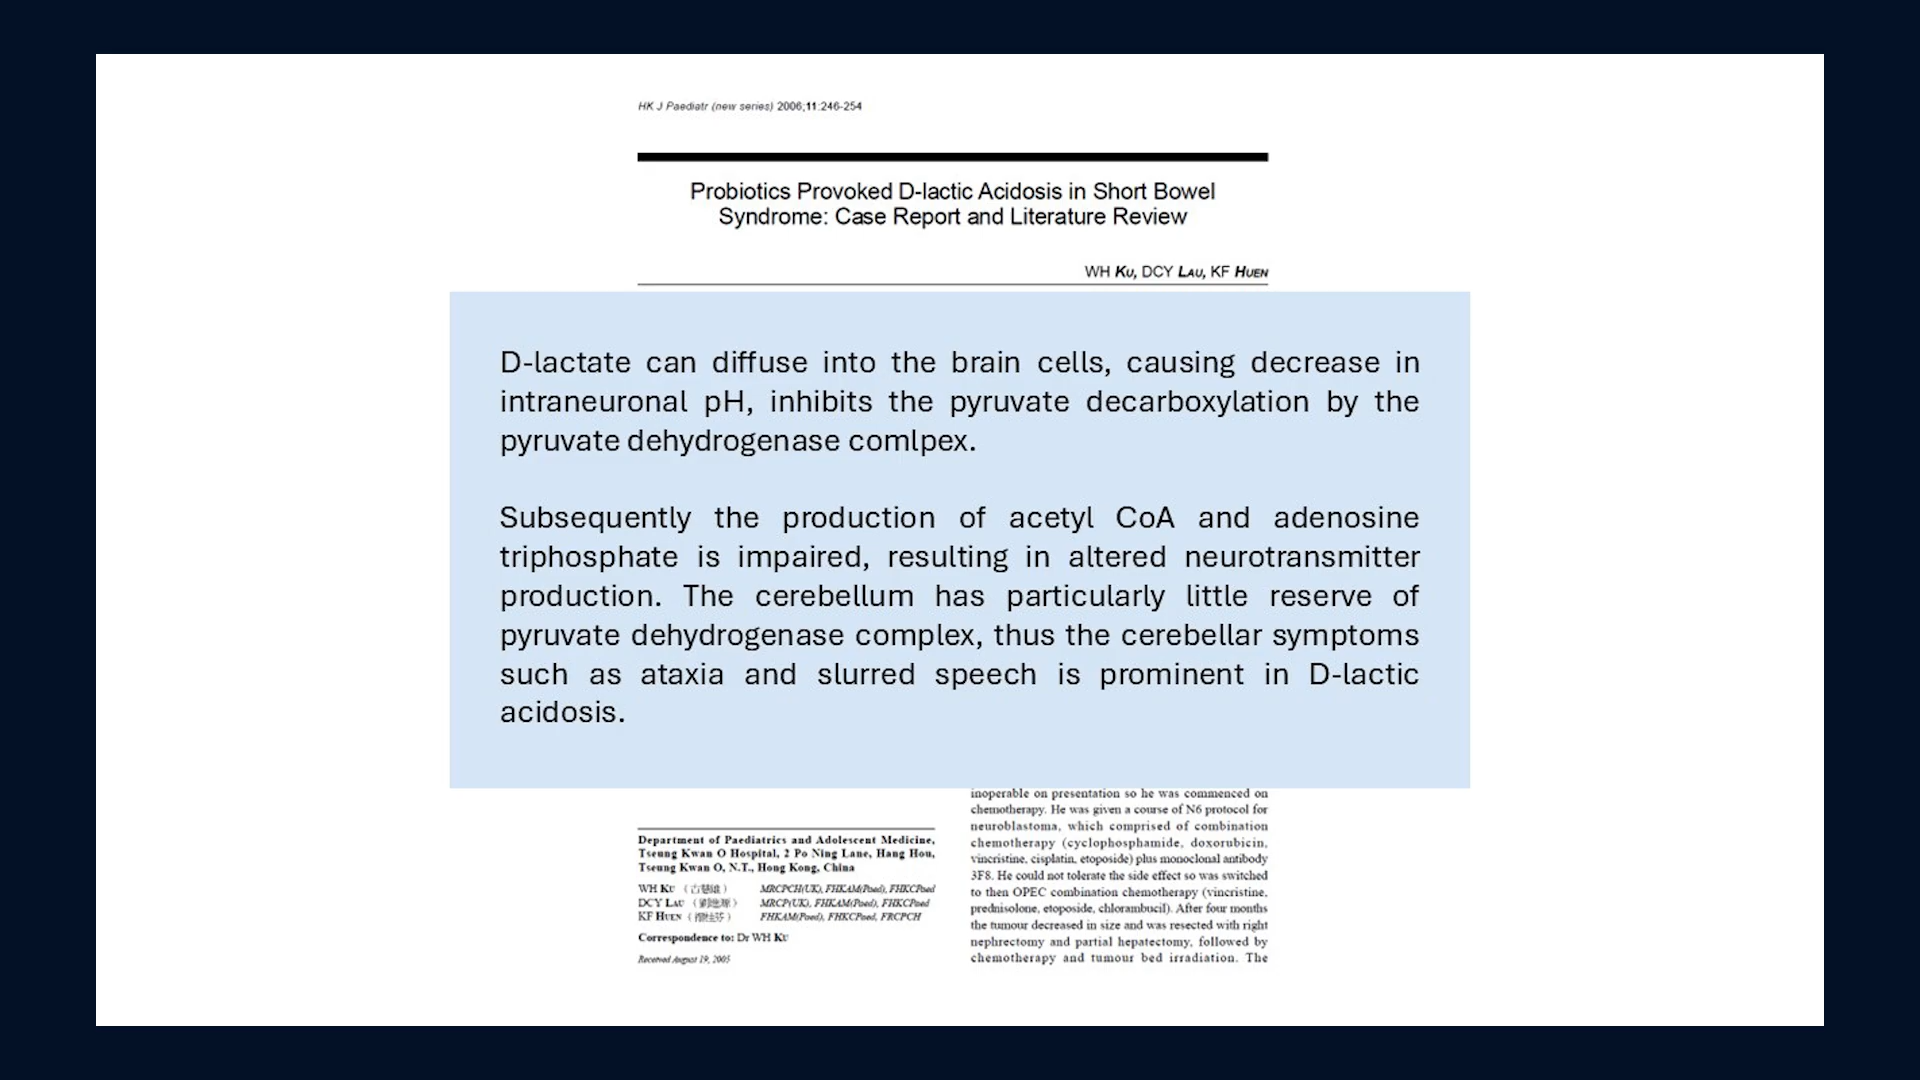 HK J Paediatr (new series) 2006;11:246-254
Probiotics Provoked D-lactic Acidosis in Short Bowel
Syndrome: Case Report and Literature Review
WH KU, DCY LAU, KF HUEN
D-lactate can diffuse into the brain cells, causing decrease in
intraneuronal pH, inhibits the pyruvate decarboxylation by the
pyruvate dehydrogenase comlpex.
Subsequently the production of acetyl CoA and adenosine
triphosphate is impaired, resulting in altered neurotransmitter
production. The cerebellum has particularly little reserve of
pyruvate dehydrogenase complex, thus the cerebellar symptoms
such as ataxia and slurred speech is prominent in D-lactic
acidosis.
Department of Paediatrics and Adolescent Medicine,
Tseung Kwan O Hospital, 2 Po Ning Lane, Hang Hou,
Tseung Kwan O, N.T., Hong Kong, China
WH KU MRCPCH(UK), FHKAM(Paed), FHKCPaed
DCY LAU MRCP(UK), FHKAM(Paed), FHKCPaed
KF HUEN FHKAM(Paed), FHKCPaed, FRCPCH
Correspondence to: Dr WH KU
Received August 19, 2005
inoperable on presentation so he was commenced on
chemotherapy. He was given a course of N6 protocol for
neuroblastoma, which comprised of combination
chemotherapy (cyclophosphamide, doxorubicin,
vincristine, cisplatin, etoposide) plus monoclonal antibody
3F8. He could not tolerate the side effect so was switched
to then OPEC combination chemotherapy (vincristine,
prednisolone, etoposide, chlorambucil). After four months
the tumour decreased in size and was resected with right
nephrectomy and partial hepatectomy, followed by
chemotherapy and tumour bed irradiation. The